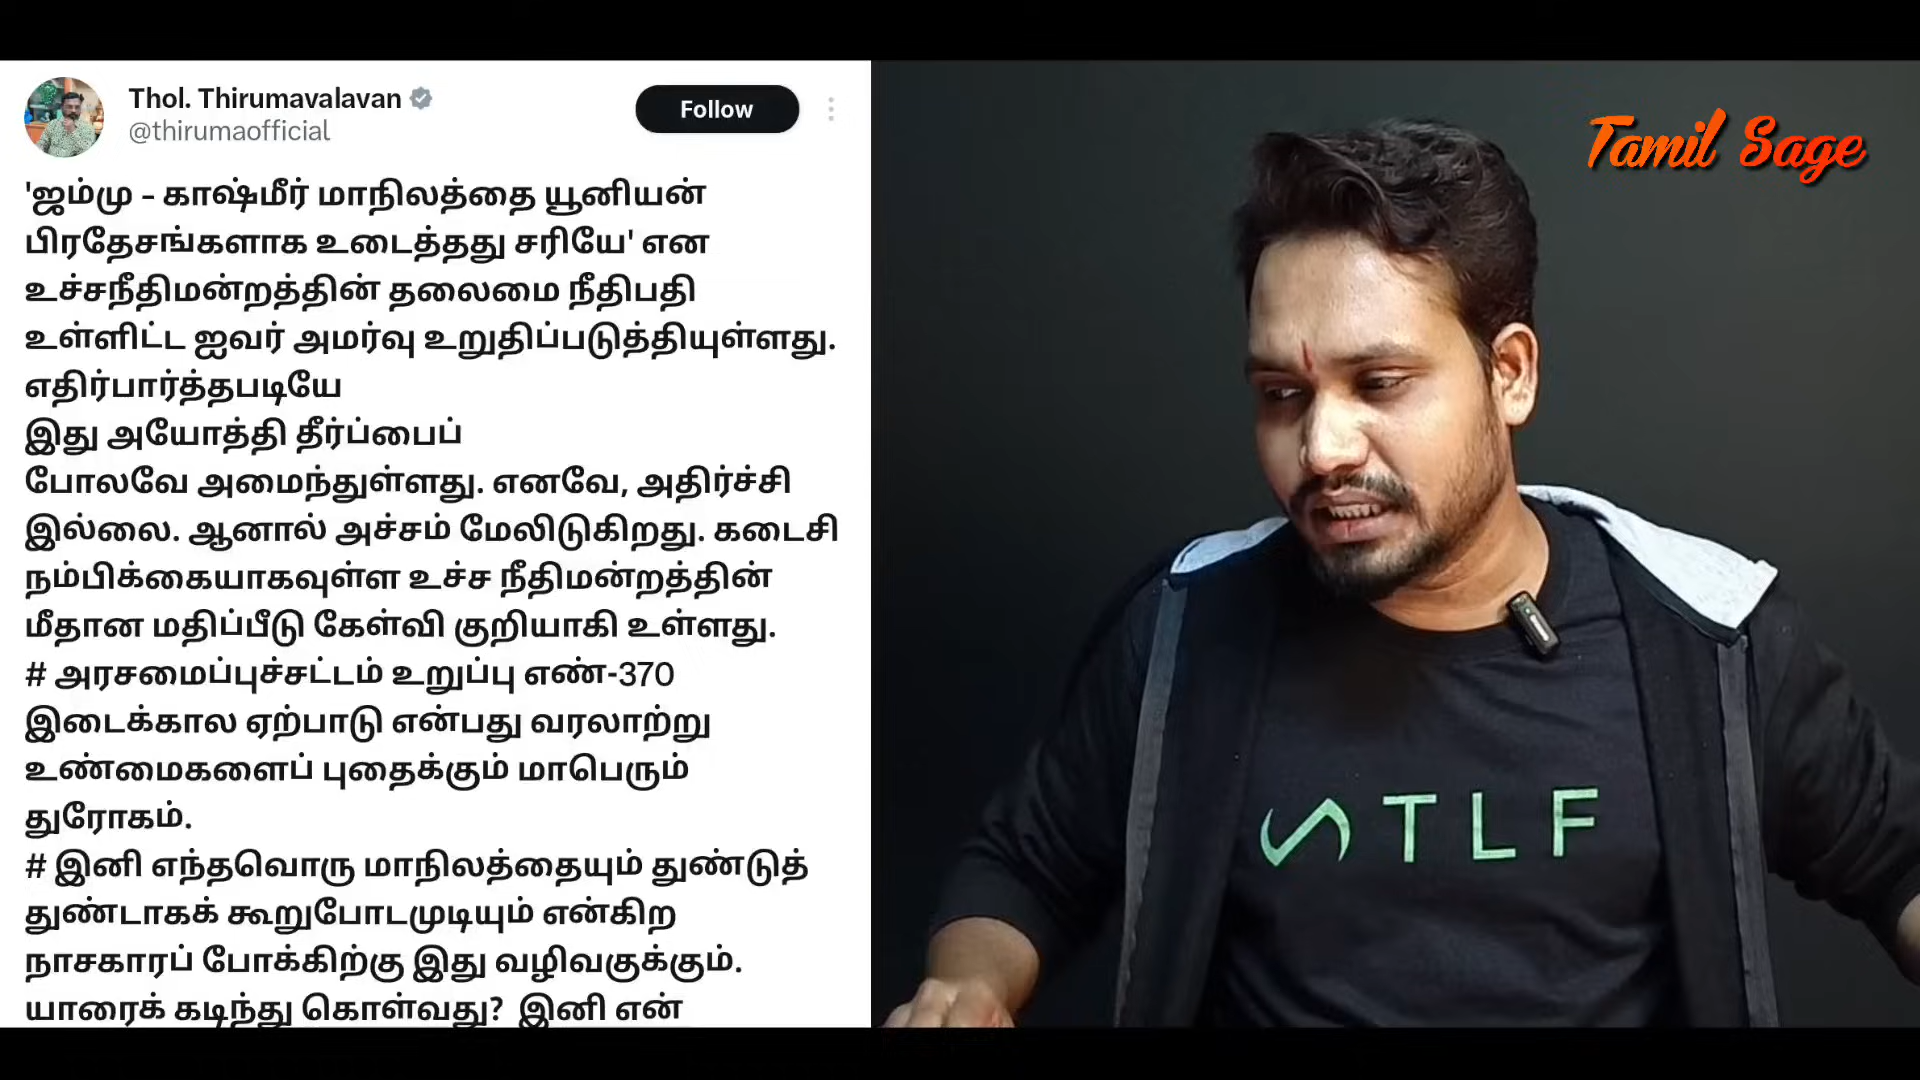 Thol. Thirumavalavan
@thirumaofficial
Follow
'ஜம்மு - காஷ்மீர் மாநிலத்தை யூனியன்
பிரதேசங்களாக உடைத்தது சரியே' என
உச்சநீதிமன்றத்தின் தலைமை நீதிபதி
உள்ளிட்ட ஐவர் அமர்வு உறுதிப்படுத்தியுள்ளது.
எதிர்பார்த்தபடியே
இது அயோத்தி தீர்ப்பைப்
போலவே அமைந்துள்ளது. எனவே, அதிர்ச்சி
இல்லை. ஆனால் அச்சம் மேலிடுகிறது. கடைசி
நம்பிக்கையாகவுள்ள உச்ச நீதிமன்றத்தின்
மீதான மதிப்பீடு கேள்வி குறியாகி உள்ளது.
# அரசமைப்புச்சட்டம் உறுப்பு எண்-370
இடைக்கால ஏற்பாடு என்பது வரலாற்று
உண்மைகளைப் புதைக்கும் மாபெரும்
துரோகம்.
# இனி எந்தவொரு மாநிலத்தையும் துண்டுத்
துண்டாகக் கூறுபோடமுடியும் என்கிற
நாசகாரப் போக்கிற்கு இது வழிவகுக்கும்.
யாரைக் கடிந்து கொள்வது? இனி என்
Tamil Sage
TLF